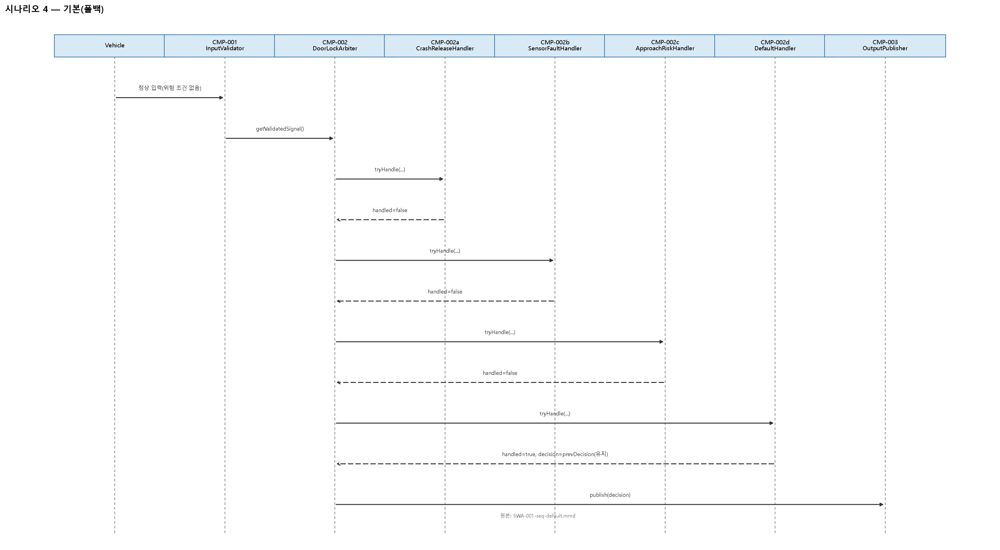 시나리오 4 — 기본(폴백)
Vehicle
CMP-001
InputValidator
CMP-002
DoorLockArbiter
CMP-002a
CrashReleaseHandler
CMP-002b
SensorFaultHandler
CMP-002c
ApproachRiskHandler
CMP-002d
DefaultHandler
CMP-003
OutputPublisher
정상 입력(위험 조건 없음)
getValidatedSignal()
tryHandle(...)
handled=false
tryHandle(...)
handled=false
tryHandle(...)
handled=false
tryHandle(...)
handled=true, decision=prevDecision(유지)
publish(decision)
원본: SWA-001-seq-default.mmd